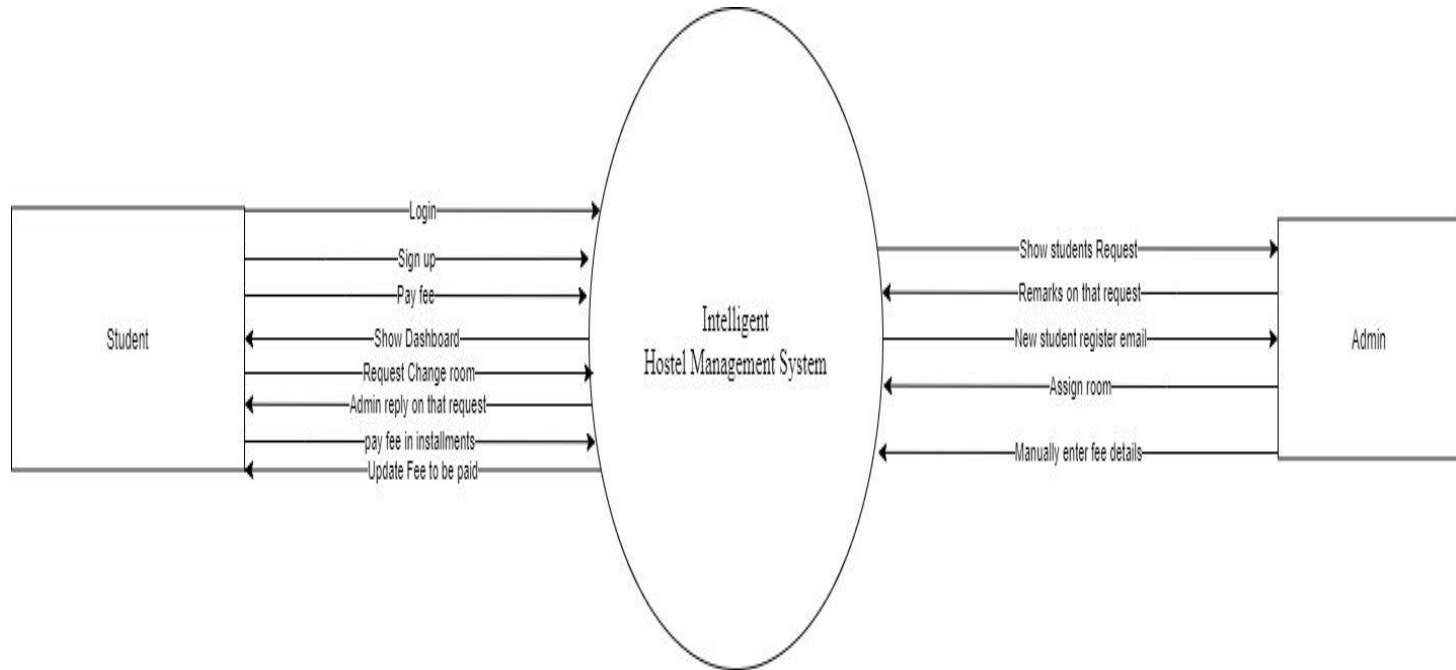 Student
Login
Sign up
Pay fee
Show Dashboard
Request Change room
Admin reply on that request
pay fee in installments
Update Fee to be paid
Intelligent
Hostel Management System
Show students Request
Remarks on that request
New student register email
Assign room
Manually enter fee details
Admin